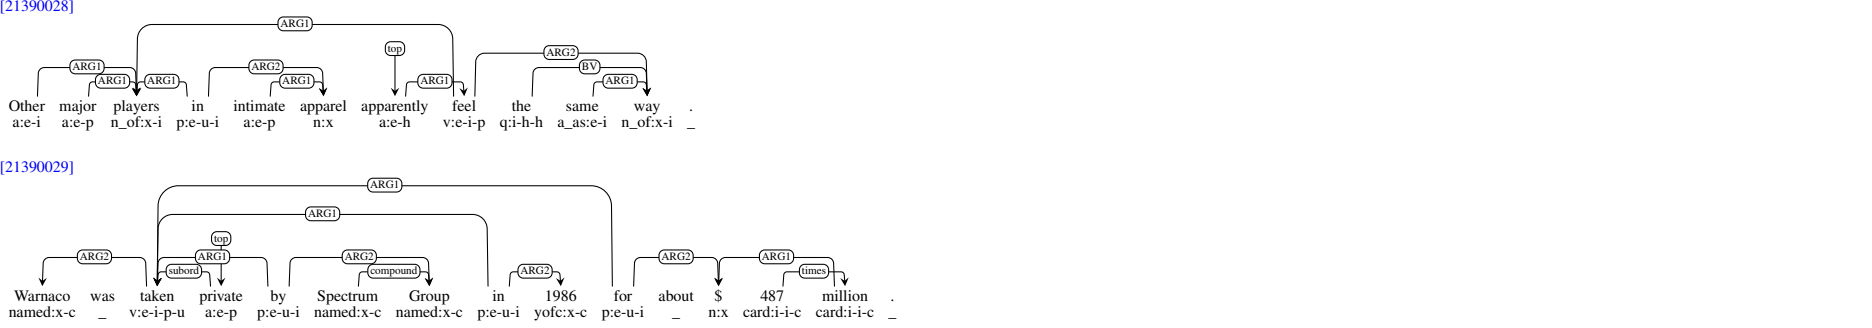 [21390028]
ARG1
top
ARG2
ARG1 ARG2 BV
ARG1 ARG1 ARG1 ARG1 ARG1
Other major players in intimate apparel apparently feel the same way .
a:e-i a:e-p n_of:x-i p:e-u-i a:e-p n:x a:e-h v:e-i-p q:i-h-h a_as:e-i n_of:x-i _
[21390029]
ARG1
ARG1
top
ARG2 ARG1 ARG2 ARG2 ARG1
subord compound ARG2 times
Warnaco was taken private by Spectrum Group in 1986 for about $ 487 million .
named:x-c _ v:e-i-p-u a:e-p p:e-u-i named:x-c named:x-c p:e-u-i yofc:x-c p:e-u-i _ n:x card:i-i-c card:i-i-c _